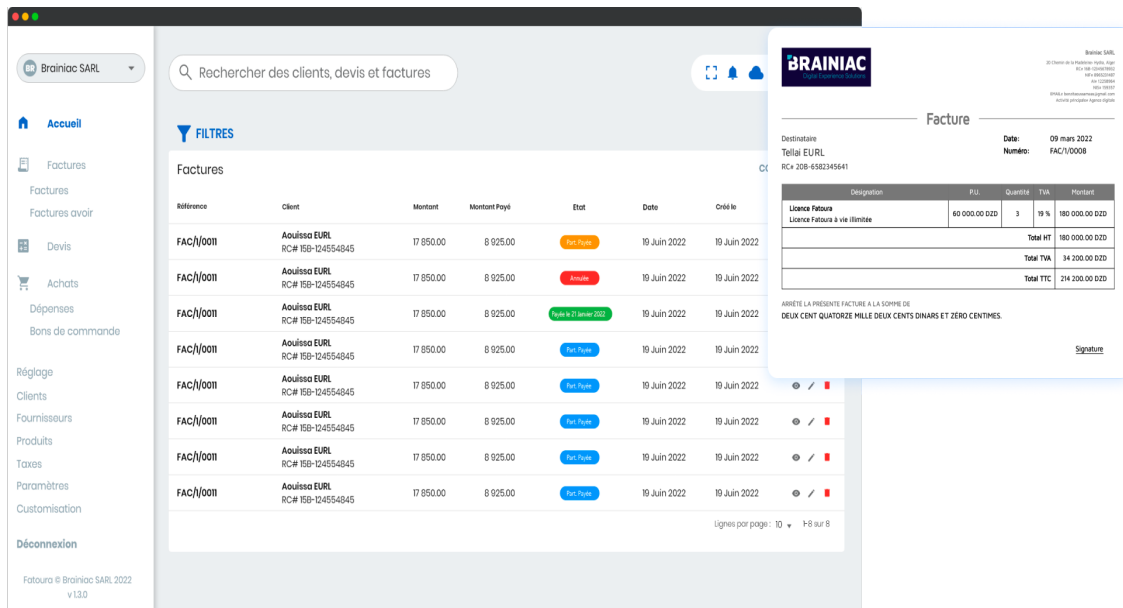 BR Brainiac SARL
Accueil
Factures
Factures
Factures avoir
Devis
Achats
Dépenses
Bons de commande
Réglage
Clients
Fournisseurs
Produits
Taxes
Paramètres
Customisation
Déconnexion
Fatoura © Brainiac SARL 2022
v 1.3.0
Rechercher des clients, devis et factures
FILTRES
Factures
Référence Client Montant Montant Payé Etat Date Créé le
FAC/1/0011 Aouissa EURL 17 850.00 8 925.00 Part. Payée 19 Juin 2022 19 Juin 2022
RC# 15B-124554845
FAC/1/0011 Aouissa EURL 17 850.00 8 925.00 Annulée 19 Juin 2022 19 Juin 2022
RC# 15B-124554845
FAC/1/0011 Aouissa EURL 17 850.00 8 925.00 Payée le 21 Janvier 2022 19 Juin 2022 19 Juin 2022
RC# 15B-124554845
FAC/1/0011 Aouissa EURL 17 850.00 8 925.00 Part. Payée 19 Juin 2022 19 Juin 2022
RC# 15B-124554845
FAC/1/0011 Aouissa EURL 17 850.00 8 925.00 Part. Payée 19 Juin 2022 19 Juin 2022
RC# 15B-124554845
FAC/1/0011 Aouissa EURL 17 850.00 8 925.00 Part. Payée 19 Juin 2022 19 Juin 2022
RC# 15B-124554845
FAC/1/0011 Aouissa EURL 17 850.00 8 925.00 Part. Payée 19 Juin 2022 19 Juin 2022
RC# 15B-124554845
FAC/1/0011 Aouissa EURL 17 850.00 8 925.00 Part. Payée 19 Juin 2022 19 Juin 2022
RC# 15B-124554845
Lignes par page : 10 1-8 sur 8
BRAINIAC
Digital Experience Solutions
Brainiac SARL
Facture
Destinataire
Tellai EURL
RC# 20B-6582345641
Date: 09 mars 2022
Numéro: FAC/1/0008
Désignation P.U. Quantité TVA Montant
Licence Fatoura 60 000.00 DZD 3 19 % 180 000.00 DZD
Licence Fatoura à vie illimitée
Total HT 180 000.00 DZD
Total TVA 34 200.00 DZD
Total TTC 214 200.00 DZD
ARRÊTÉ LA PRÉSENTE FACTURE A LA SOMME DE
DEUX CENT QUATORZE MILLE DEUX CENTS DINARS ET ZÉRO CENTIMES.
Signature